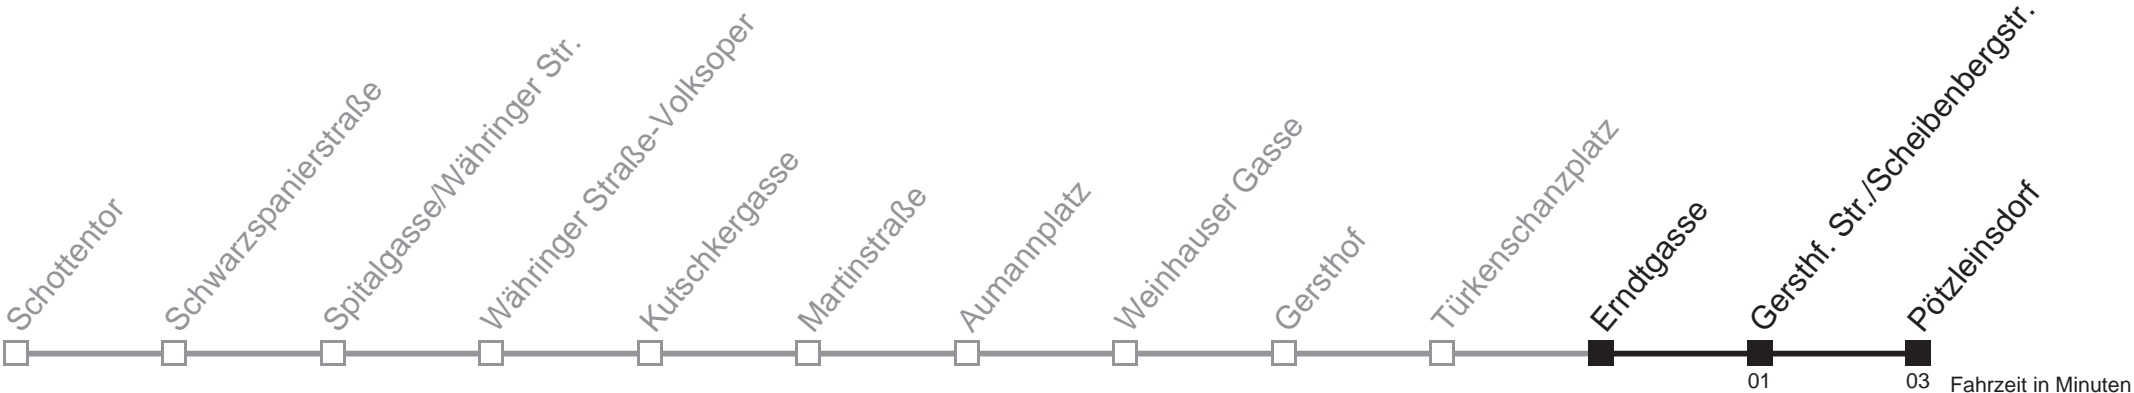 Schottentor
Schwarzspanierstraße
Spitalgasse/Währinger Str.
Währinger Straße-Volksoper
Kutschkergasse
Martinstraße
Aumannplatz
Weinhauser Gasse
Gersthof
Türkenschanzplatz
Erndtgasse
Gersthf. Str./Scheibenbergstr.
Pötzleinsdorf
01
03
Fahrzeit in Minuten